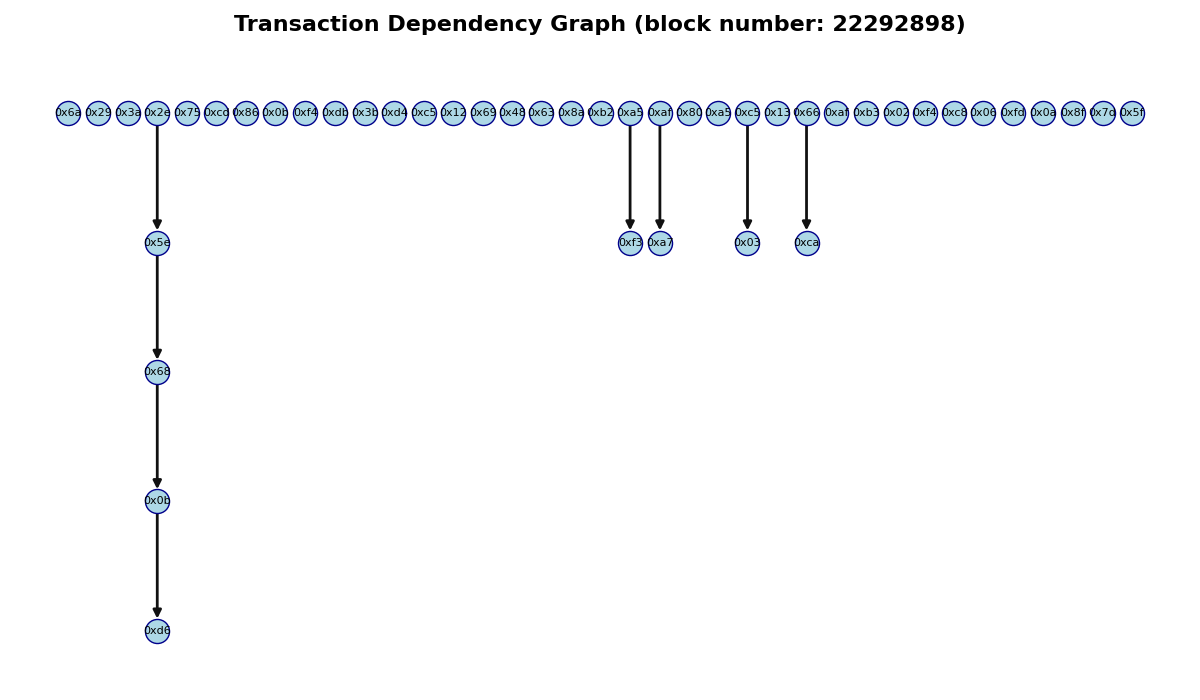 Transaction Dependency Graph (block number: 22292898)
0x6a 0x29 0x3a 0x2e 0x75 0xcd 0x86 0x0b 0xf4 0xdb 0x3b 0xd4 0xc5 0x12 0x69 0x48 0x63 0x8a 0xb2 0xa5 0xaf 0x80 0xa5 0xc5 0x13 0x66 0xaf 0xb3 0x02 0xf4 0xc8 0x06 0xfd 0x0a 0x8f 0x7d 0x5f
0x5e 0xf3 0xa7 0x03 0xca
0x68
0x0b
0xd6